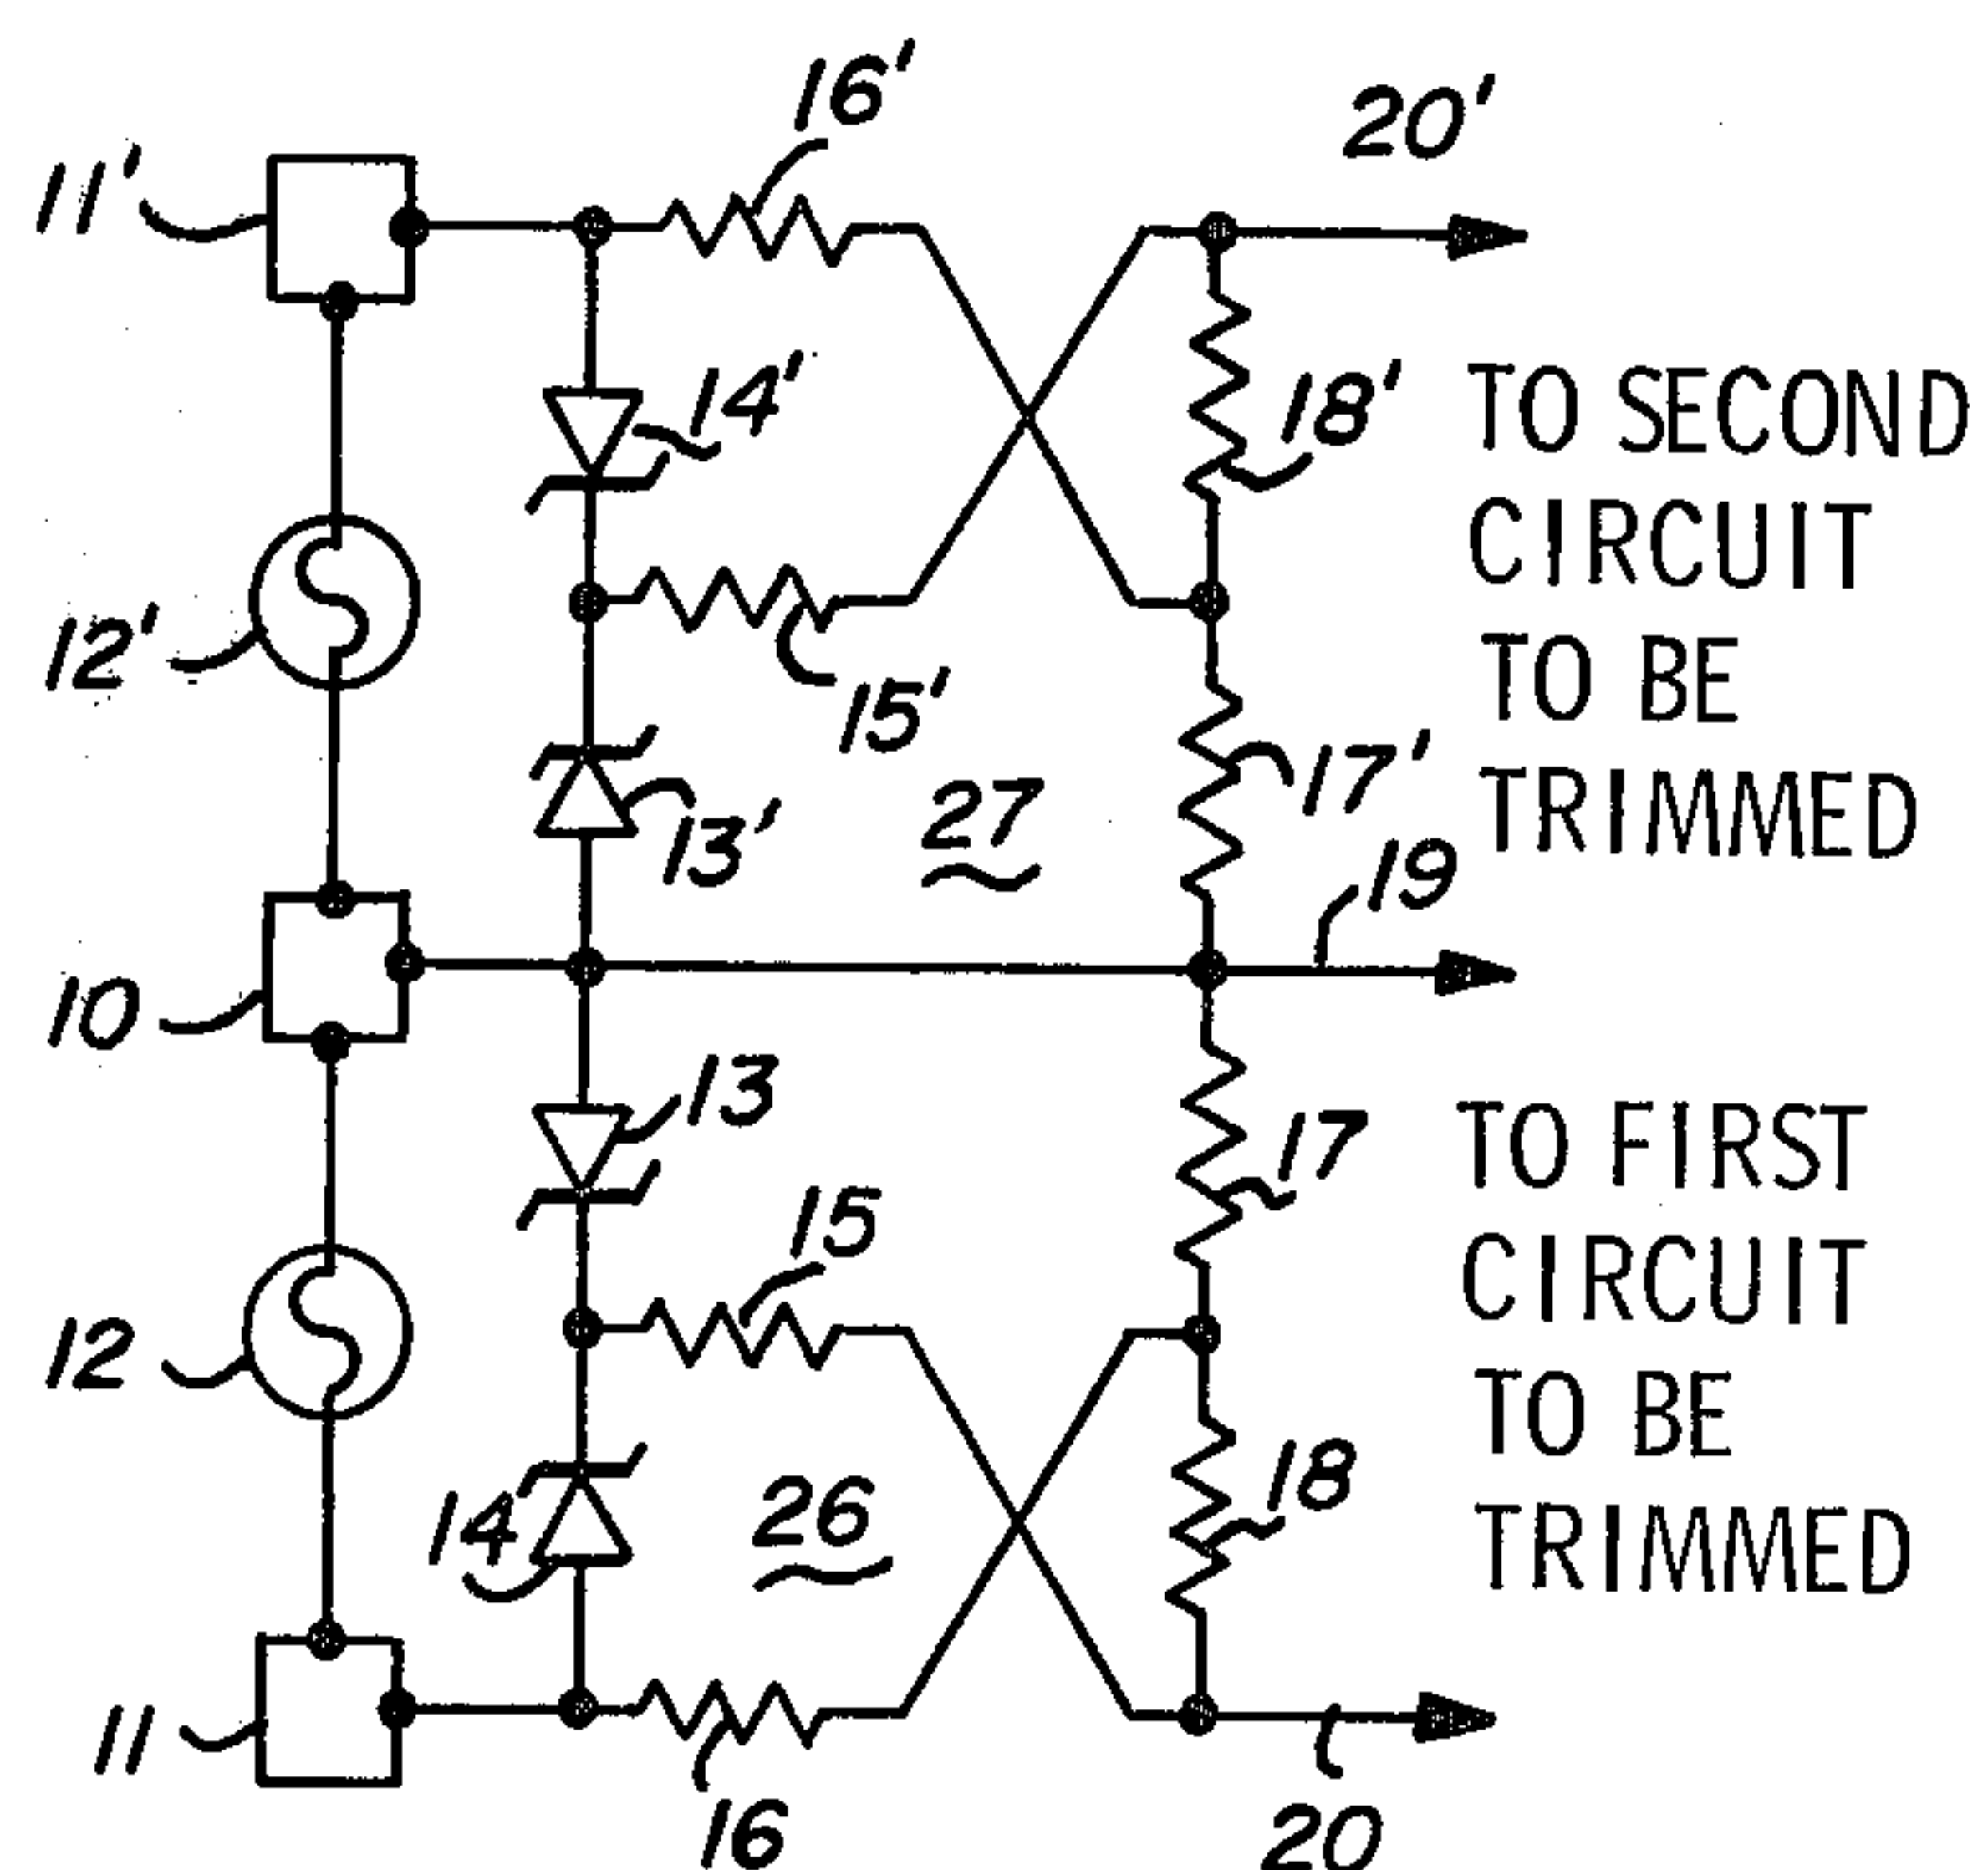 16'
20'
11'
14'
18'
TO SECOND
CIRCUIT
TO BE
TRIMMED
12'
15'
17'
13'
27
19
10
13
17
TO FIRST
CIRCUIT
TO BE
TRIMMED
15
12
18
14
26
11
16
20